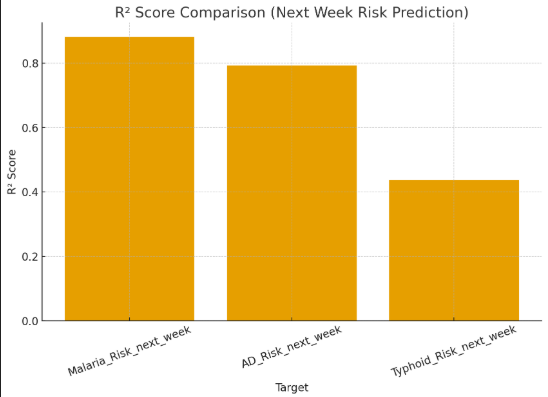 R² Score Comparison (Next Week Risk Prediction)
R² Score
0.8
0.6
0.4
0.2
0.0
Malaria_Risk_next_week
AD_Risk_next_week
Typhoid_Risk_next_week
Target